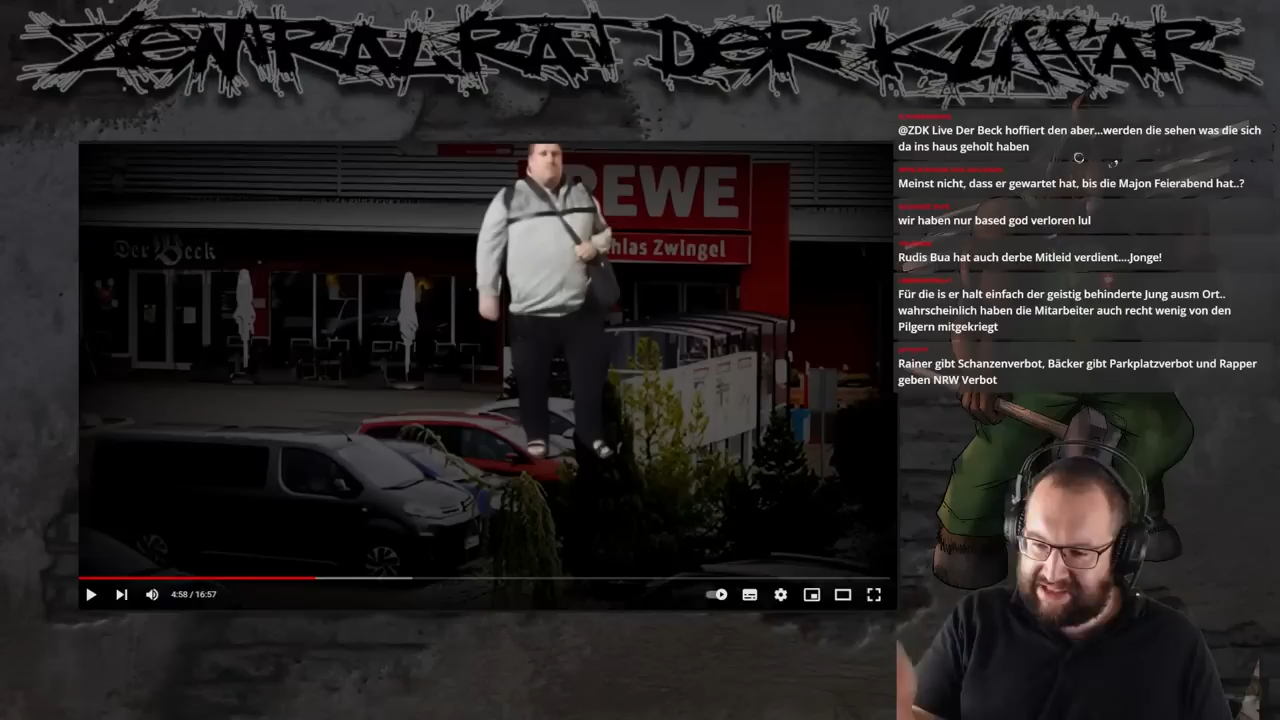 ZENTRALRAT DER KUFFAR
@ZDK Live Der Beck hoffiert den aber...werden die sehen was die sich
da ins haus geholt haben
Meinst nicht, dass er gewartet hat, bis die Majon Feierabend hat..?
wir haben nur based god verloren lul
Rudis Bua hat auch derbe Mitleid verdient....Jonge!
Für die is er halt einfach der geistig behinderte Jung ausm Ort..
wahrscheinlich haben die Mitarbeiter auch recht wenig von den
Pilgern mitgekriegt
Rainer gibt Schanzenverbot, Bäcker gibt Parkplatzverbot und Rapper
geben NRW Verbot
REWE
hias Zwingel
Der Beck
4:58 / 16:57